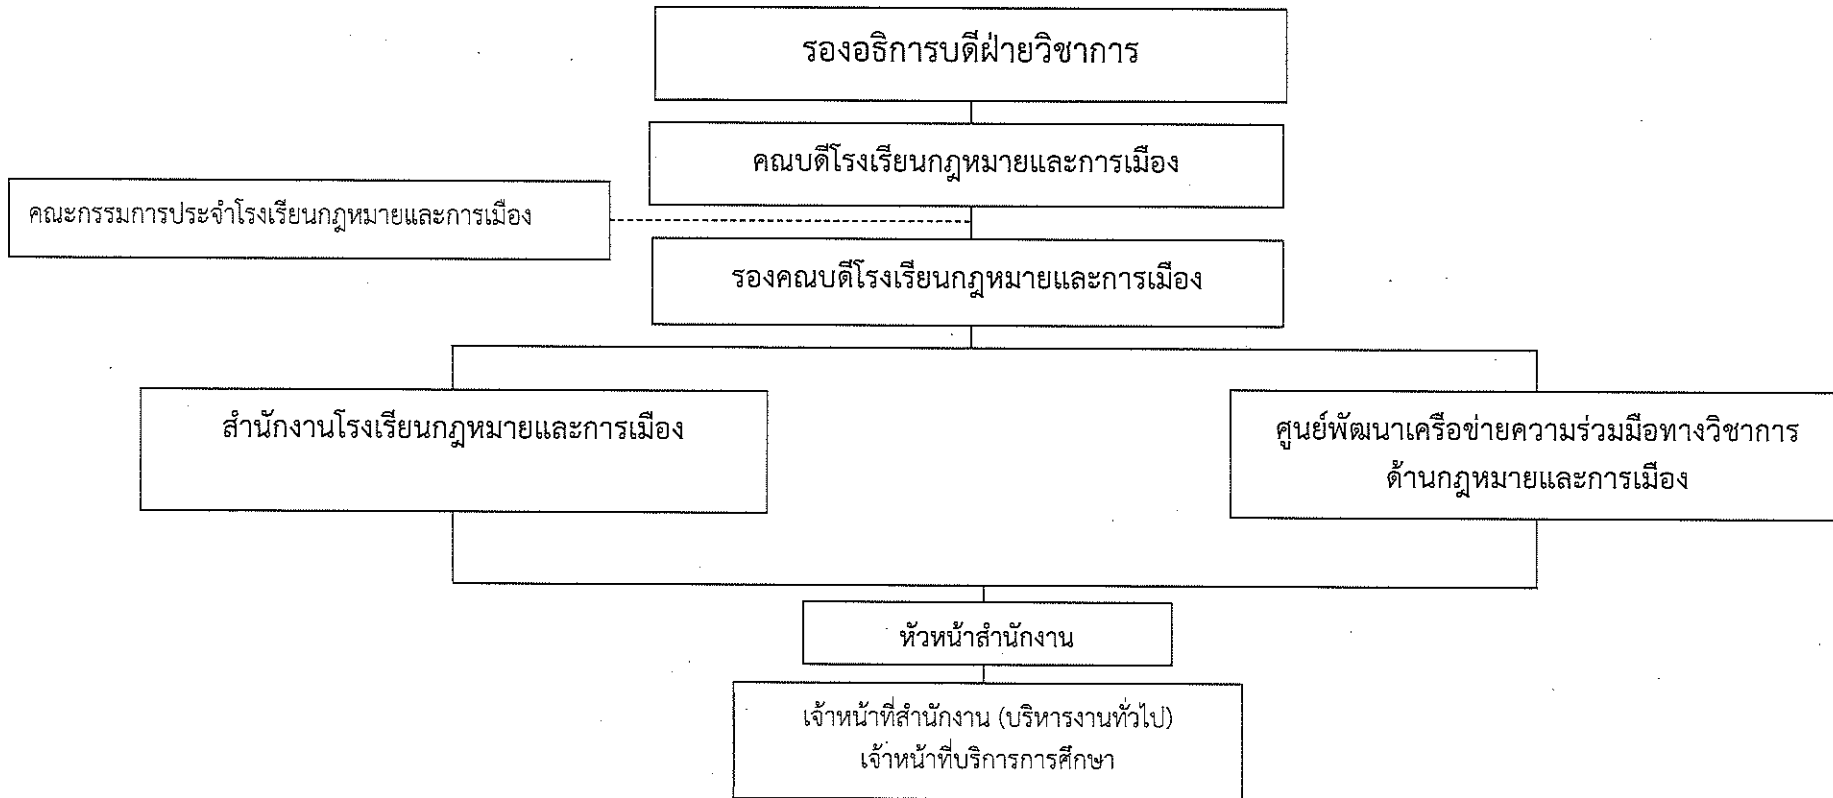 รองอธิการบดีฝ่ายวิชาการ
คณบดีโรงเรียนกฎหมายและการเมือง
คณะกรรมการประจำโรงเรียนกฎหมายและการเมือง
รองคณบดีโรงเรียนกฎหมายและการเมือง
สำนักงานโรงเรียนกฎหมายและการเมือง
ศูนย์พัฒนาเครือข่ายความร่วมมือทางวิชาการ
ด้านกฎหมายและการเมือง
หัวหน้าสำนักงาน
เจ้าหน้าที่สำนักงาน (บริหารงานทั่วไป)
เจ้าหน้าที่บริการการศึกษา